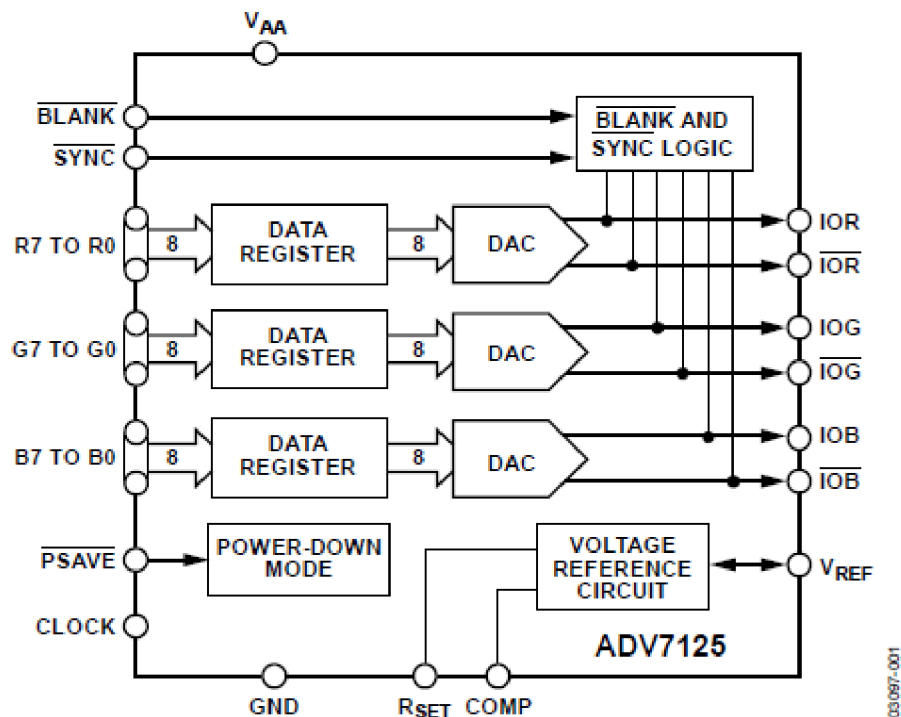 VAA
BLANK
SYNC
BLANK AND
SYNC LOGIC
R7 TO R0
8
DATA
REGISTER
8
DAC
IOR
IOR
G7 TO G0
8
DATA
REGISTER
8
DAC
IOG
IOG
B7 TO B0
8
DATA
REGISTER
8
DAC
IOB
IOB
PSAVE
POWER-DOWN
MODE
VOLTAGE
REFERENCE
CIRCUIT
VREF
CLOCK
ADV7125
GND
RSET
COMP
03097-001